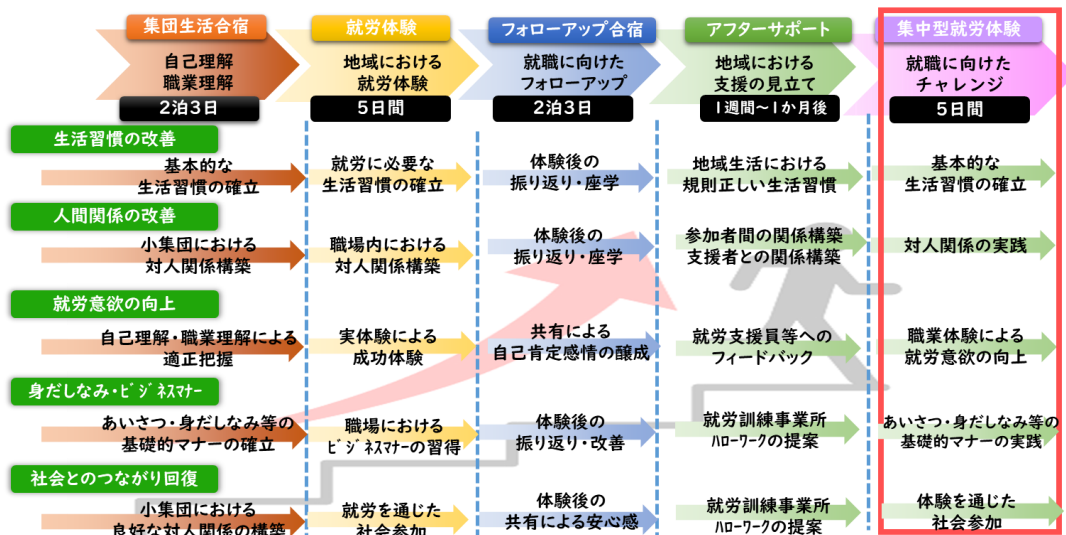 集団生活合宿
就労体験
フォローアップ合宿
アフターサポート
集中型就労体験
自己理解
職業理解
地域における
就労体験
就職に向けた
フォローアップ
地域における
支援の見立て
就職に向けた
チャレンジ
2泊3日
5日間
2泊3日
1週間～1か月後
5日間
生活習慣の改善
基本的な
生活習慣の確立
就労に必要な
生活習慣の確立
体験後の
振り返り・座学
地域生活における
規則正しい生活習慣
基本的な
生活習慣の確立
人間関係の改善
小集団における
対人関係構築
職場内における
対人関係構築
体験後の
振り返り・座学
参加者間の関係構築
支援者との関係構築
対人関係の実践
就労意欲の向上
自己理解・職業理解による
適正把握
実体験による
成功体験
共有による
自己肯定感情の醸成
就労支援員等への
フィードバック
職業体験による
就労意欲の向上
身だしなみ・ﾋﾞｼﾞﾈｽﾏﾅｰ
あいさつ・身だしなみ等の
基礎的マナーの確立
職場における
ﾋﾞｼﾞﾈｽﾏﾅｰの習得
体験後の
振り返り・改善
就労訓練事業所
ﾊﾛｰﾜｰｸの提案
あいさつ・身だしなみ等の
基礎的マナーの実践
社会とのつながり回復
小集団における
良好な対人関係の構築
就労を通じた
社会参加
体験後の
共有による安心感
就労訓練事業所
ﾊﾛｰﾜｰｸの提案
体験を通じた
社会参加